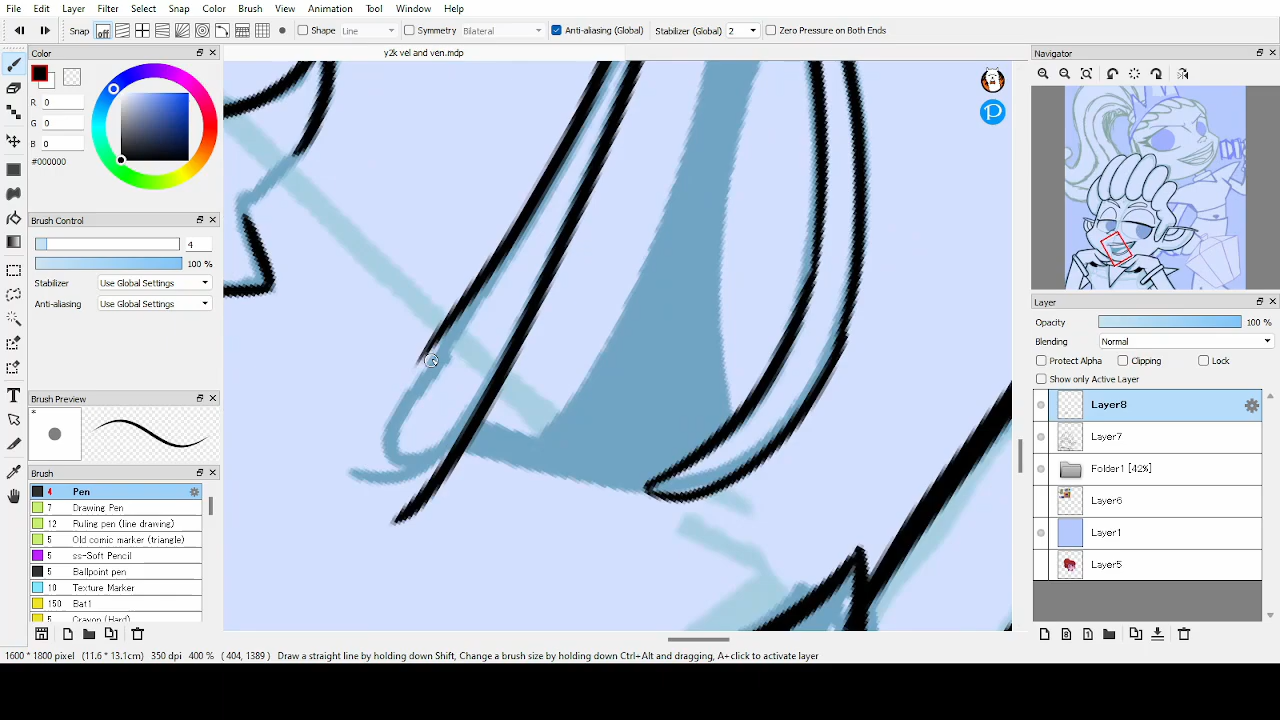 File Edit Layer Filter Select Snap Color Brush View Animation Tool Window Help
Snap off Shape Line Symmetry Bilateral Anti-aliasing (Global) Stabilizer (Global) 2 Zero Pressure on Both Ends
Color
y2k vel and ven.mdp
Navigator
R 0
G 0
B 0
#000000
Brush Control
4
100 %
Stabilizer Use Global Settings
Anti-aliasing Use Global Settings
Brush Preview
Brush
4 Pen
7 Drawing Pen
12 Ruling pen (line drawing)
5 Old comic marker (triangle)
5 ss-Soft Pencil
5 Ballpoint pen
10 Texture Marker
150 Bat1
5 Crayon (Hard)
Layer
Opacity 100 %
Blending Normal
Protect Alpha Clipping Lock
Show only Active Layer
Layer8
Layer7
Folder1 [42%]
Layer6
Layer1
Layer5
1600 * 1800 pixel (11.6 * 13.1cm) 350 dpi 400 % ( 404, 1389 ) Draw a straight line by holding down Shift, Change a brush size by holding down Ctrl+Alt and dragging, A+click to activate layer